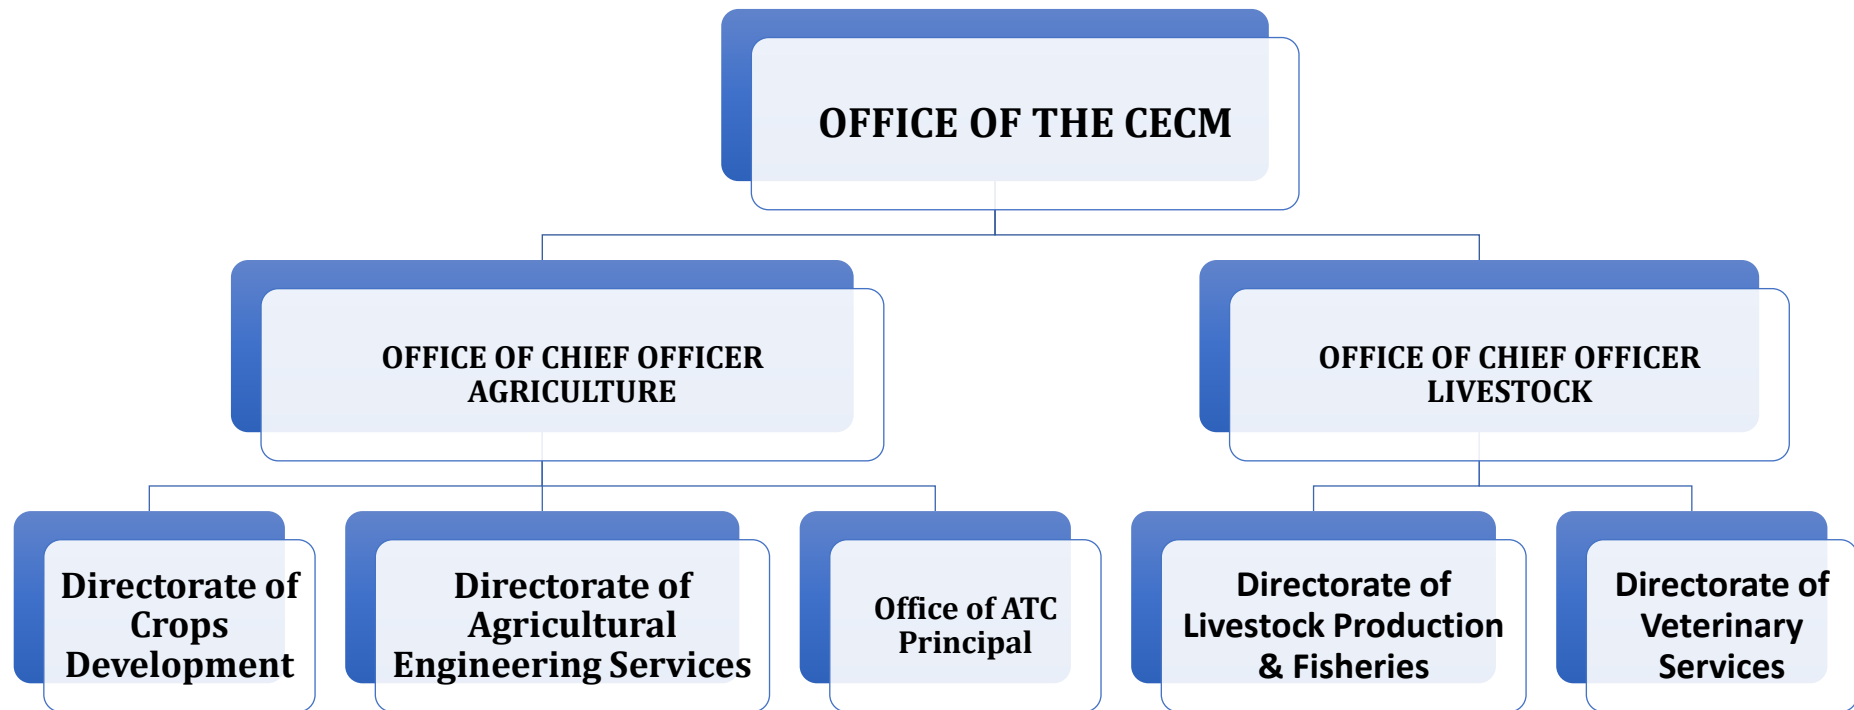 OFFICE OF THE CECM
OFFICE OF CHIEF OFFICER
AGRICULTURE
OFFICE OF CHIEF OFFICER
LIVESTOCK
Directorate of
Crops
Development
Directorate of
Agricultural
Engineering Services
Office of ATC
Principal
Directorate of
Livestock Production
& Fisheries
Directorate of
Veterinary
Services